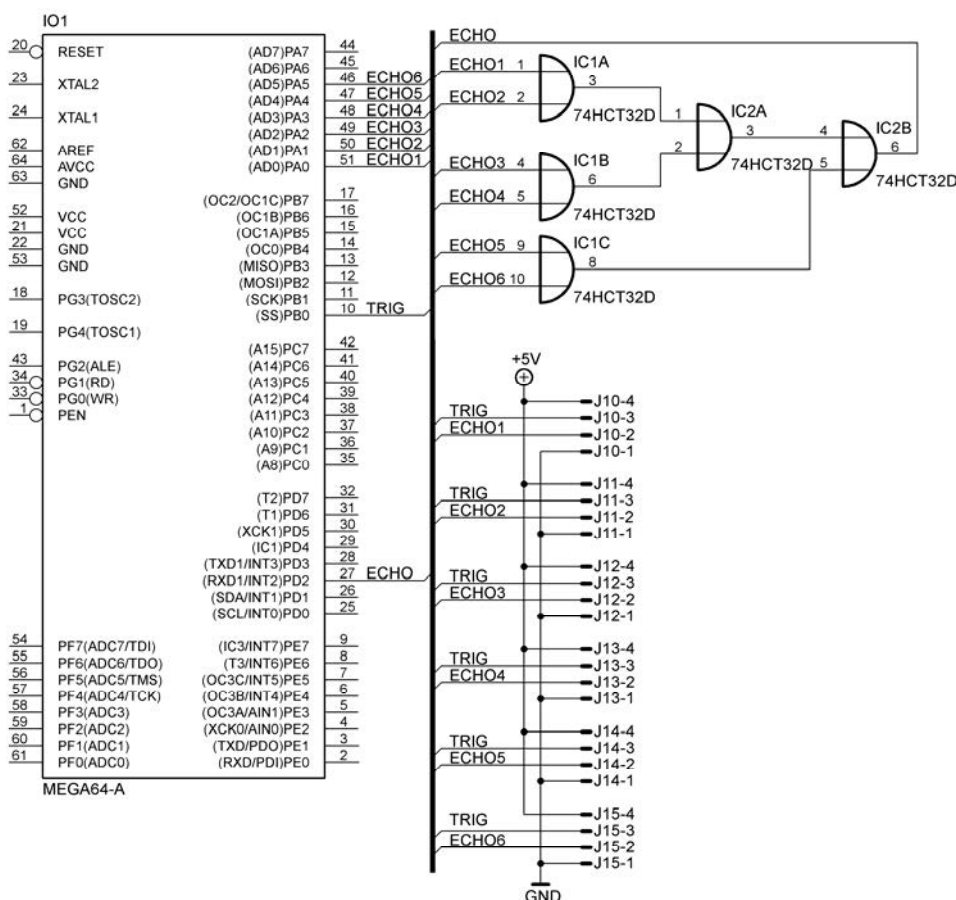 IO1
20 RESET (AD7)PA7 44
(AD6)PA6 45
23 XTAL2 (AD5)PA5 46 ECHO6
(AD4)PA4 47 ECHO5
24 XTAL1 (AD3)PA3 48 ECHO4
(AD2)PA2 49 ECHO3
62 AREF (AD1)PA1 50 ECHO2
64 AVCC (AD0)PA0 51 ECHO1
63 GND
(OC2/OC1C)PB7 17
52 VCC (OC1B)PB6 16
21 VCC (OC1A)PB5 15
22 GND (OC0)PB4 14
53 GND (MISO)PB3 13
(MOSI)PB2 12
18 PG3(TOSC2) (SCK)PB1 11
(SS)PB0 10 TRIG
19 PG4(TOSC1)
(A15)PC7 42
43 PG2(ALE) (A14)PC6 41
34 PG1(RD) (A13)PC5 40
33 PG0(WR) (A12)PC4 39
1 PEN (A11)PC3 38
(A10)PC2 37
(A9)PC1 36
(A8)PC0 35
(T2)PD7 32
(T1)PD6 31
(XCK1)PD5 30
(IC1)PD4 29
(TXD1/INT3)PD3 28
(RXD1/INT2)PD2 27 ECHO
(SDA/INT1)PD1 26
(SCL/INT0)PD0 25
54 PF7(ADC7/TDI) (IC3/INT7)PE7 9
55 PF6(ADC6/TDO) (T3/INT6)PE6 8
56 PF5(ADC5/TMS) (OC3C/INT5)PE5 7
57 PF4(ADC4/TCK) (OC3B/INT4)PE4 6
58 PF3(ADC3) (OC3A/AIN1)PE3 5
59 PF2(ADC2) (XCK0/AIN0)PE2 4
60 PF1(ADC1) (TXD/PDO)PE1 3
61 PF0(ADC0) (RXD/PDI)PE0 2
MEGA64-A
ECHO
ECHO1 1 IC1A
3
ECHO2 2 74HCT32D
1 IC2A
3
2 74HCT32D
4 IC2B
6
5 74HCT32D
ECHO3 4 IC1B
6
ECHO4 5 74HCT32D
ECHO5 9 IC1C
8
ECHO6 10 74HCT32D
+5V
J10-4
TRIG J10-3
ECHO1 J10-2
J10-1
J11-4
TRIG J11-3
ECHO2 J11-2
J11-1
J12-4
TRIG J12-3
ECHO3 J12-2
J12-1
J13-4
TRIG J13-3
ECHO4 J13-2
J13-1
J14-4
TRIG J14-3
ECHO5 J14-2
J14-1
J15-4
TRIG J15-3
ECHO6 J15-2
J15-1
GND